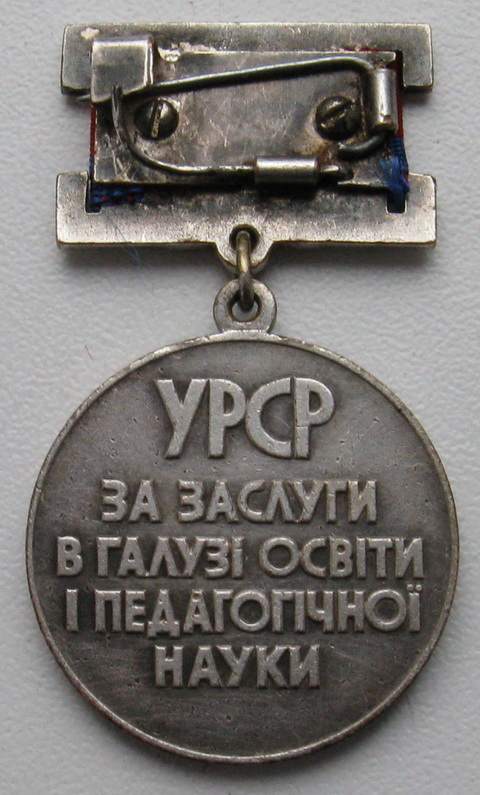 УРСР
ЗА ЗАСЛУГИ
В ГАЛУЗІ ОСВІТИ
І ПЕДАГОГІЧНОЇ
НАУКИ